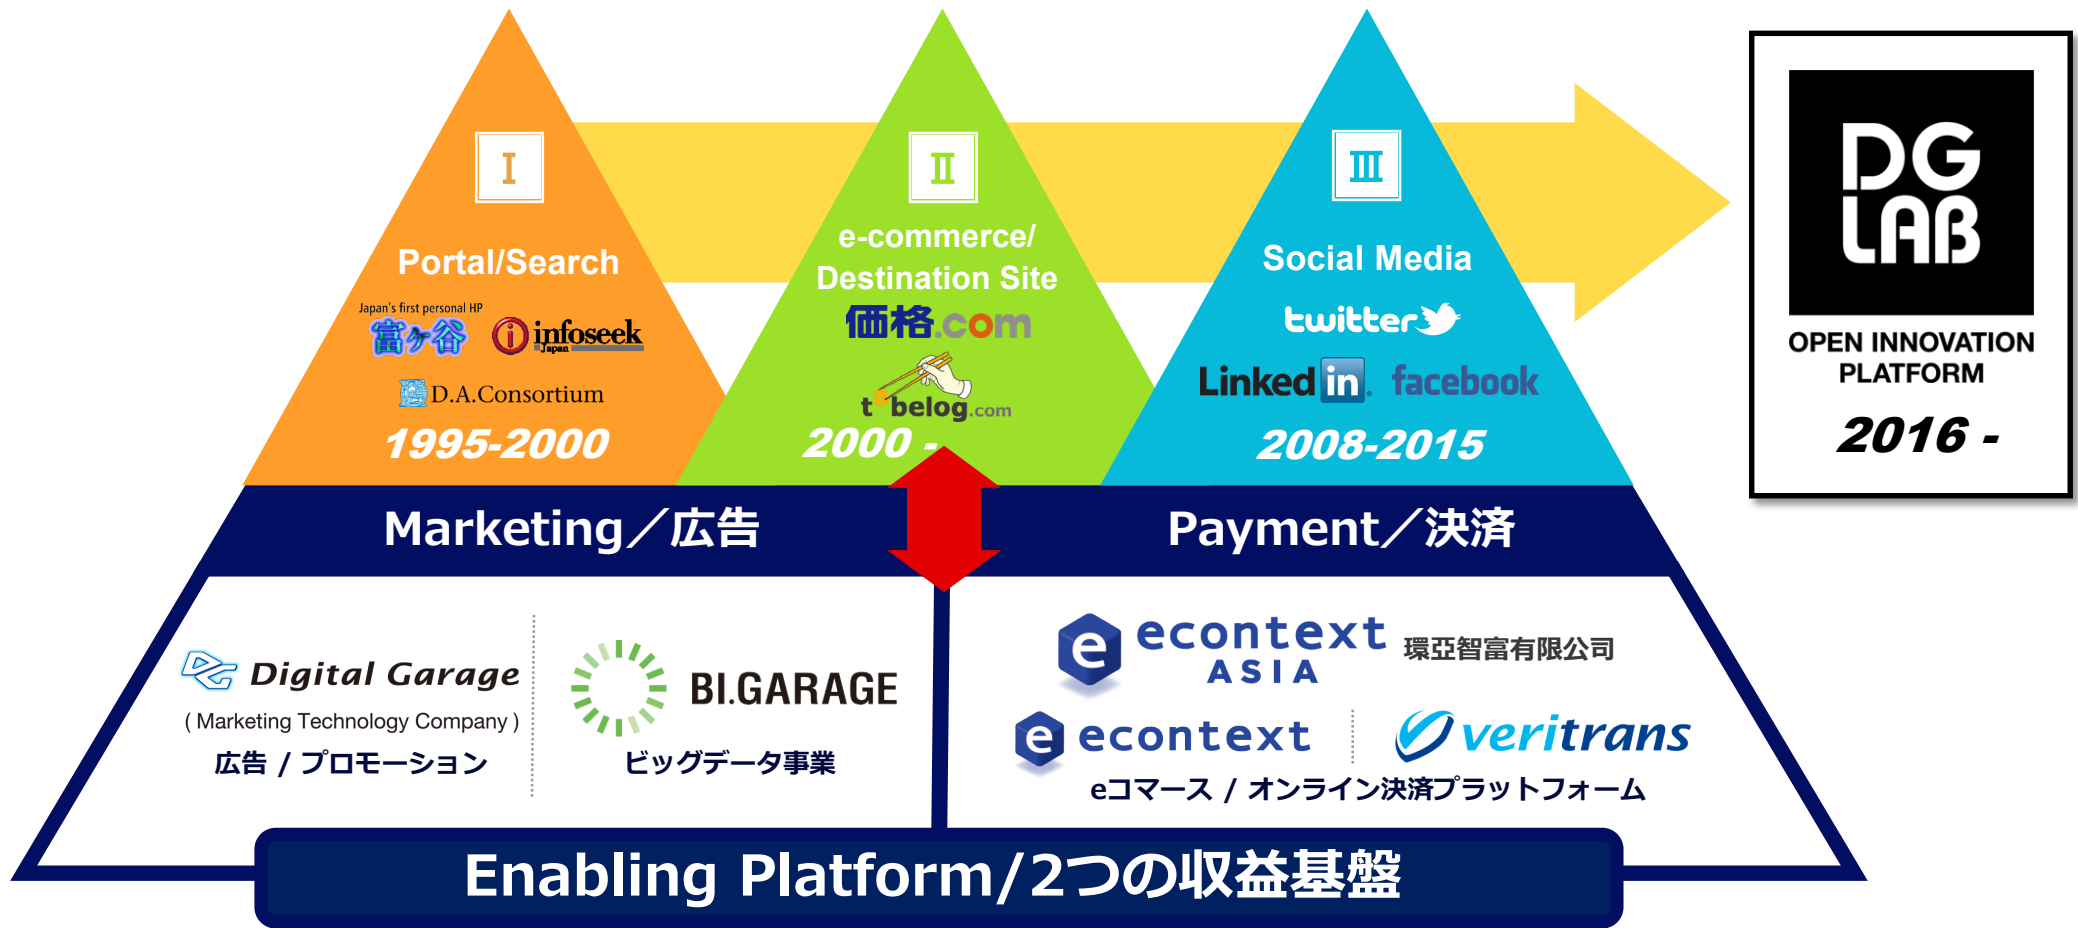 I
Portal/Search
Japan's first personal HP
富ヶ谷
infoseek
Japan
D.A.Consortium
1995-2000
II
e-commerce/
Destination Site
価格.com
tabelog.com
2000 -
III
Social Media
twitter
Linked in.
facebook
2008-2015
DG
LAB
OPEN INNOVATION
PLATFORM
2016 -
Marketing／広告
Payment／決済
Digital Garage
( Marketing Technology Company )
広告 / プロモーション
BI.GARAGE
ビッグデータ事業
econtext
ASIA
環亞智富有限公司
econtext
veritrans
eコマース / オンライン決済プラットフォーム
Enabling Platform/2つの収益基盤